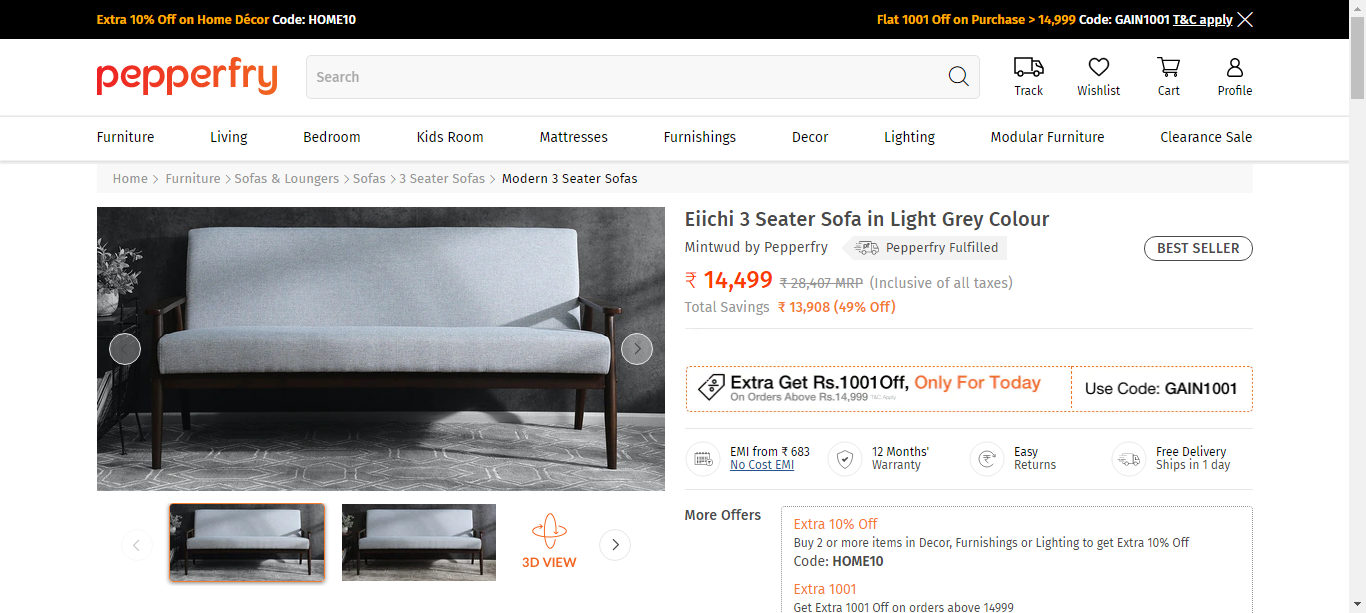 Extra 10% Off on Home Décor Code: HOME10
Flat 1001 Off on Purchase > 14,999 Code: GAIN1001 T&C apply
pepperfry
Search
Track
Wishlist
Cart
Profile
Furniture
Living
Bedroom
Kids Room
Mattresses
Furnishings
Decor
Lighting
Modular Furniture
Clearance Sale
Home > Furniture > Sofas & Loungers > Sofas > 3 Seater Sofas > Modern 3 Seater Sofas
Eiichi 3 Seater Sofa in Light Grey Colour
Mintwud by Pepperfry
Pepperfry Fulfilled
BEST SELLER
₹ 14,499 ₹ 28,407 MRP (Inclusive of all taxes)
Total Savings ₹ 13,908 (49% Off)
Extra Get Rs.1001Off, Only For Today
On Orders Above Rs.14,999 T&C Apply
Use Code: GAIN1001
EMI from ₹ 683
No Cost EMI
12 Months'
Warranty
Easy
Returns
Free Delivery
Ships in 1 day
3D VIEW
More Offers
Extra 10% Off
Buy 2 or more items in Decor, Furnishings or Lighting to get Extra 10% Off
Code: HOME10
Extra 1001
Get Extra 1001 Off on orders above 14999